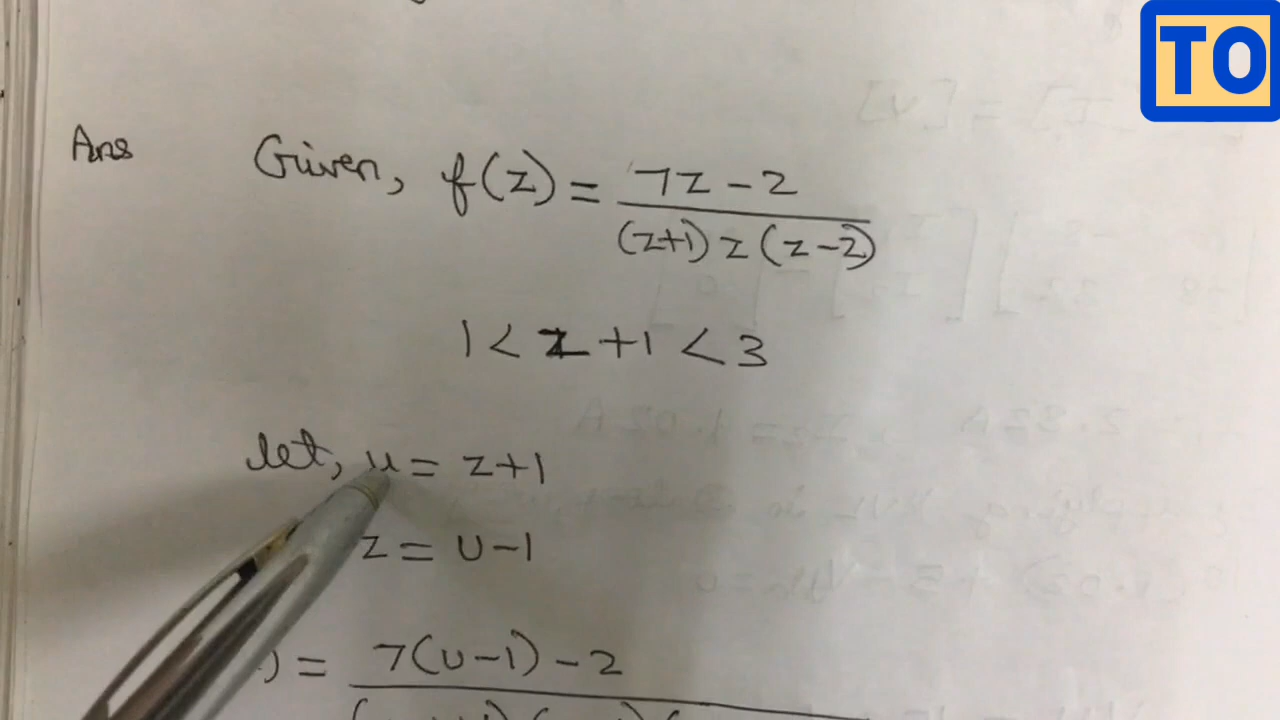 TO
Ans Given, f(z) = 7z - 2 / (z+1) z (z-2)
1 < z + 1 < 3
let, u = z+1
z = u-1
) = 7(u-1) - 2